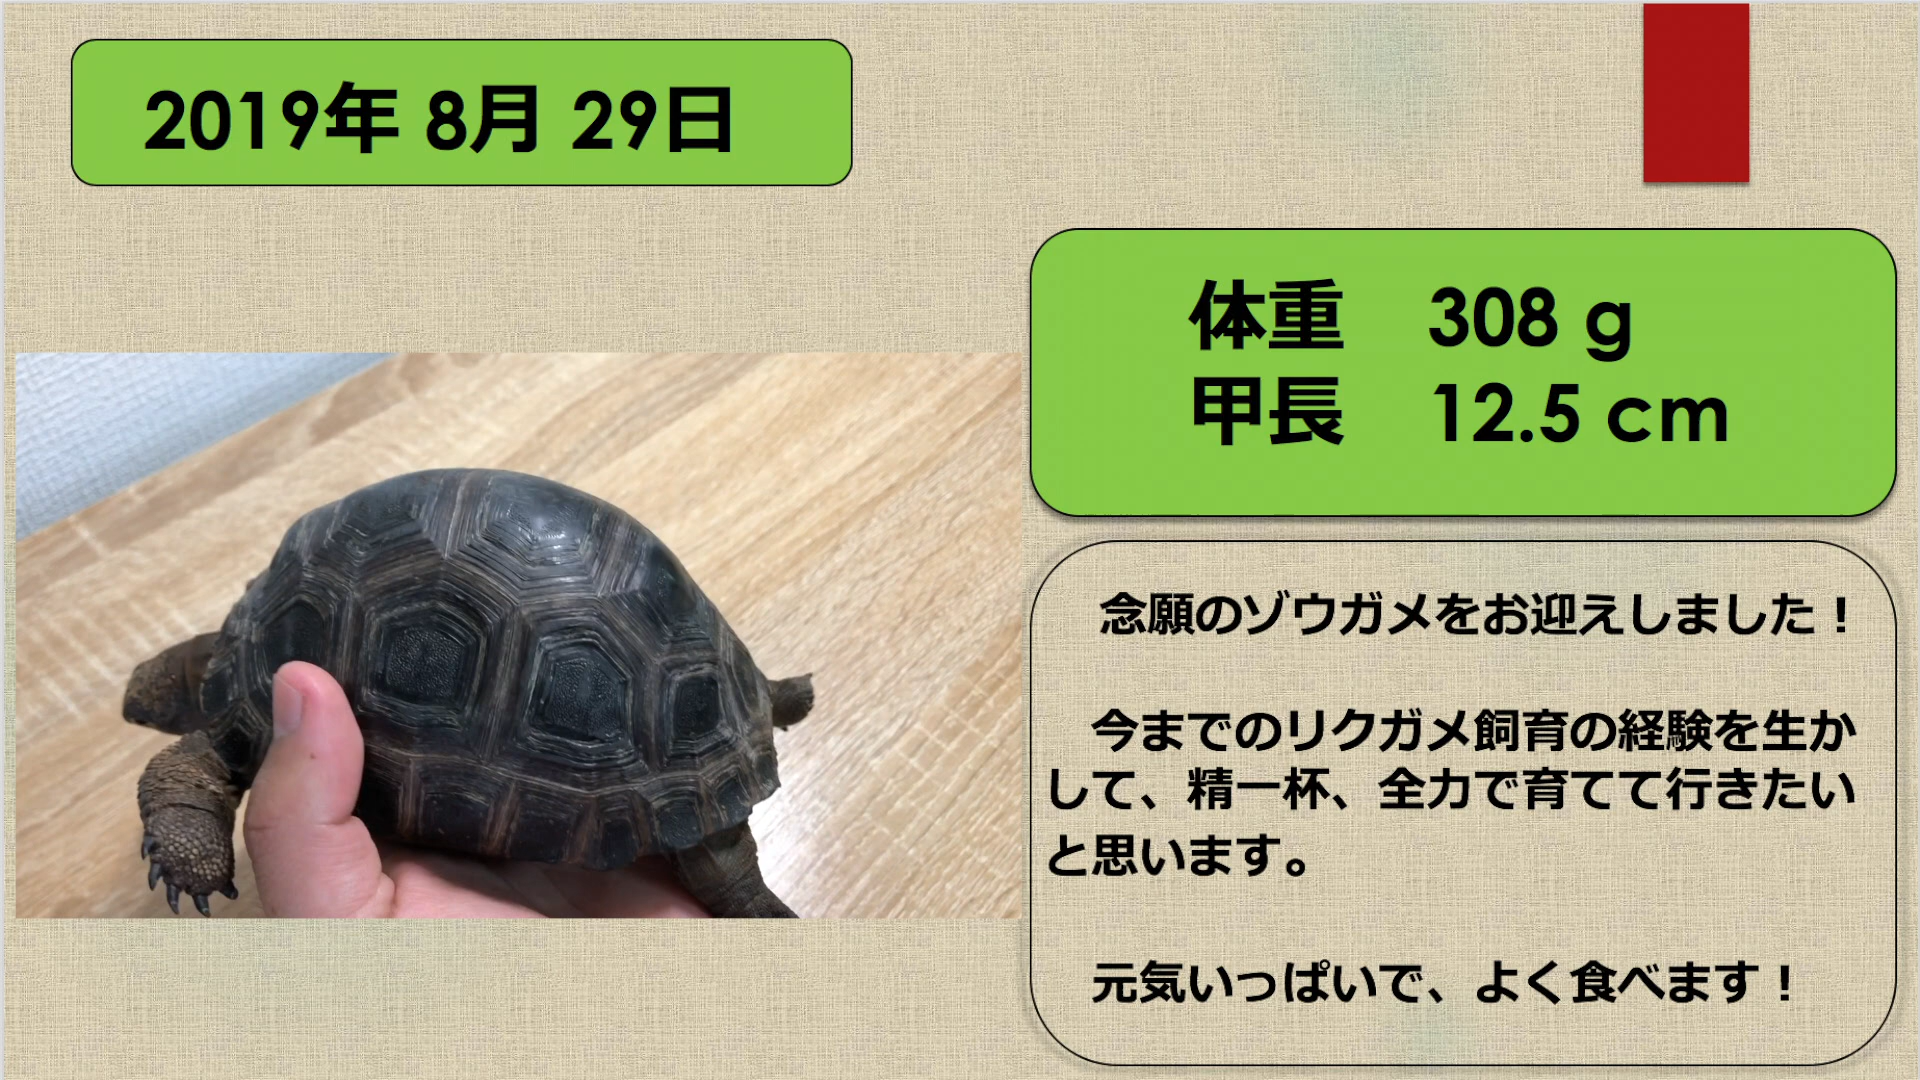 2019年 8月 29日
体重　308 g
甲長　12.5 cm
念願のゾウガメをお迎えしました！
今までのリクガメ飼育の経験を生か
して、精一杯、全力で育てて行きたい
と思います。
元気いっぱいで、よく食べます！